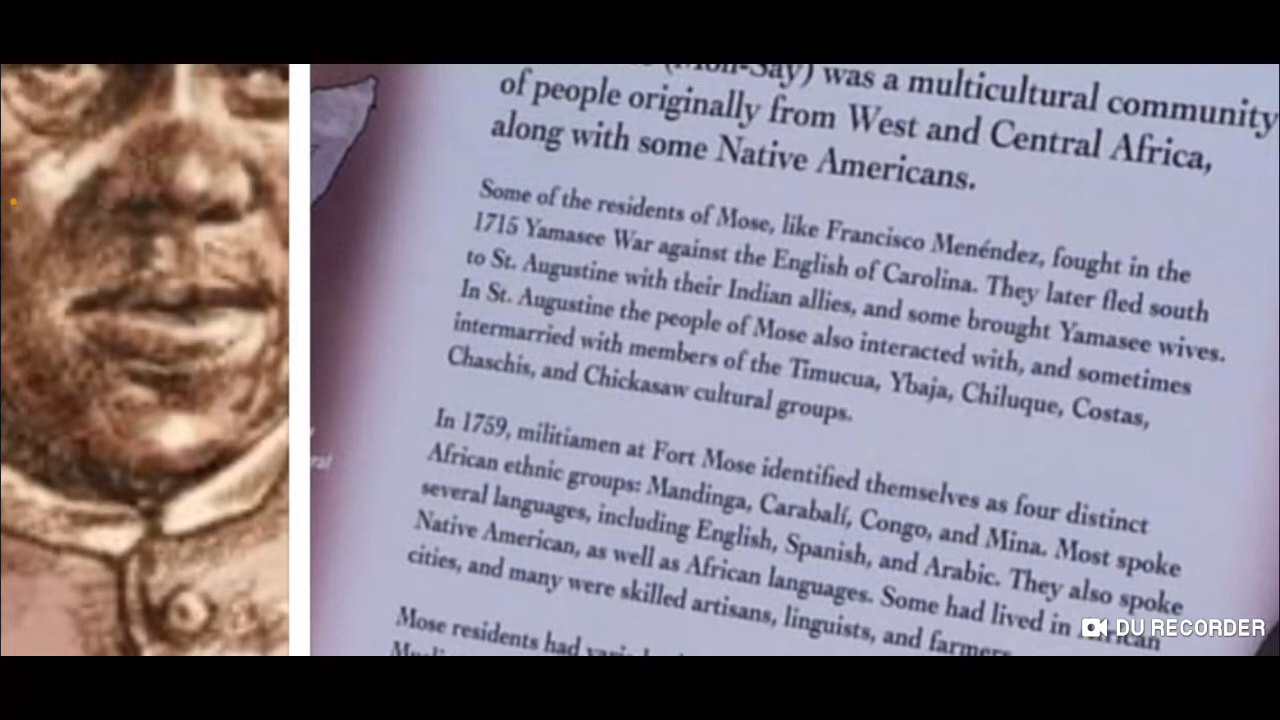 (Moh-Say) was a multicultural community
of people originally from West and Central Africa,
along with some Native Americans.
Some of the residents of Mose, like Francisco Menéndez, fought in the
1715 Yamasee War against the English of Carolina. They later fled south
to St. Augustine with their Indian allies, and some brought Yamasee wives.
In St. Augustine the people of Mose also interacted with, and sometimes
intermarried with members of the Timucua, Ybaja, Chiluque, Costas,
Chaschis, and Chickasaw cultural groups.
In 1759, militiamen at Fort Mose identified themselves as four distinct
African ethnic groups: Mandinga, Carabalí, Congo, and Mina. Most spoke
several languages, including English, Spanish, and Arabic. They also spoke
Native American, as well as African languages. Some had lived in African
cities, and many were skilled artisans, linguists, and farmers
Mose residents had
DU RECORDER